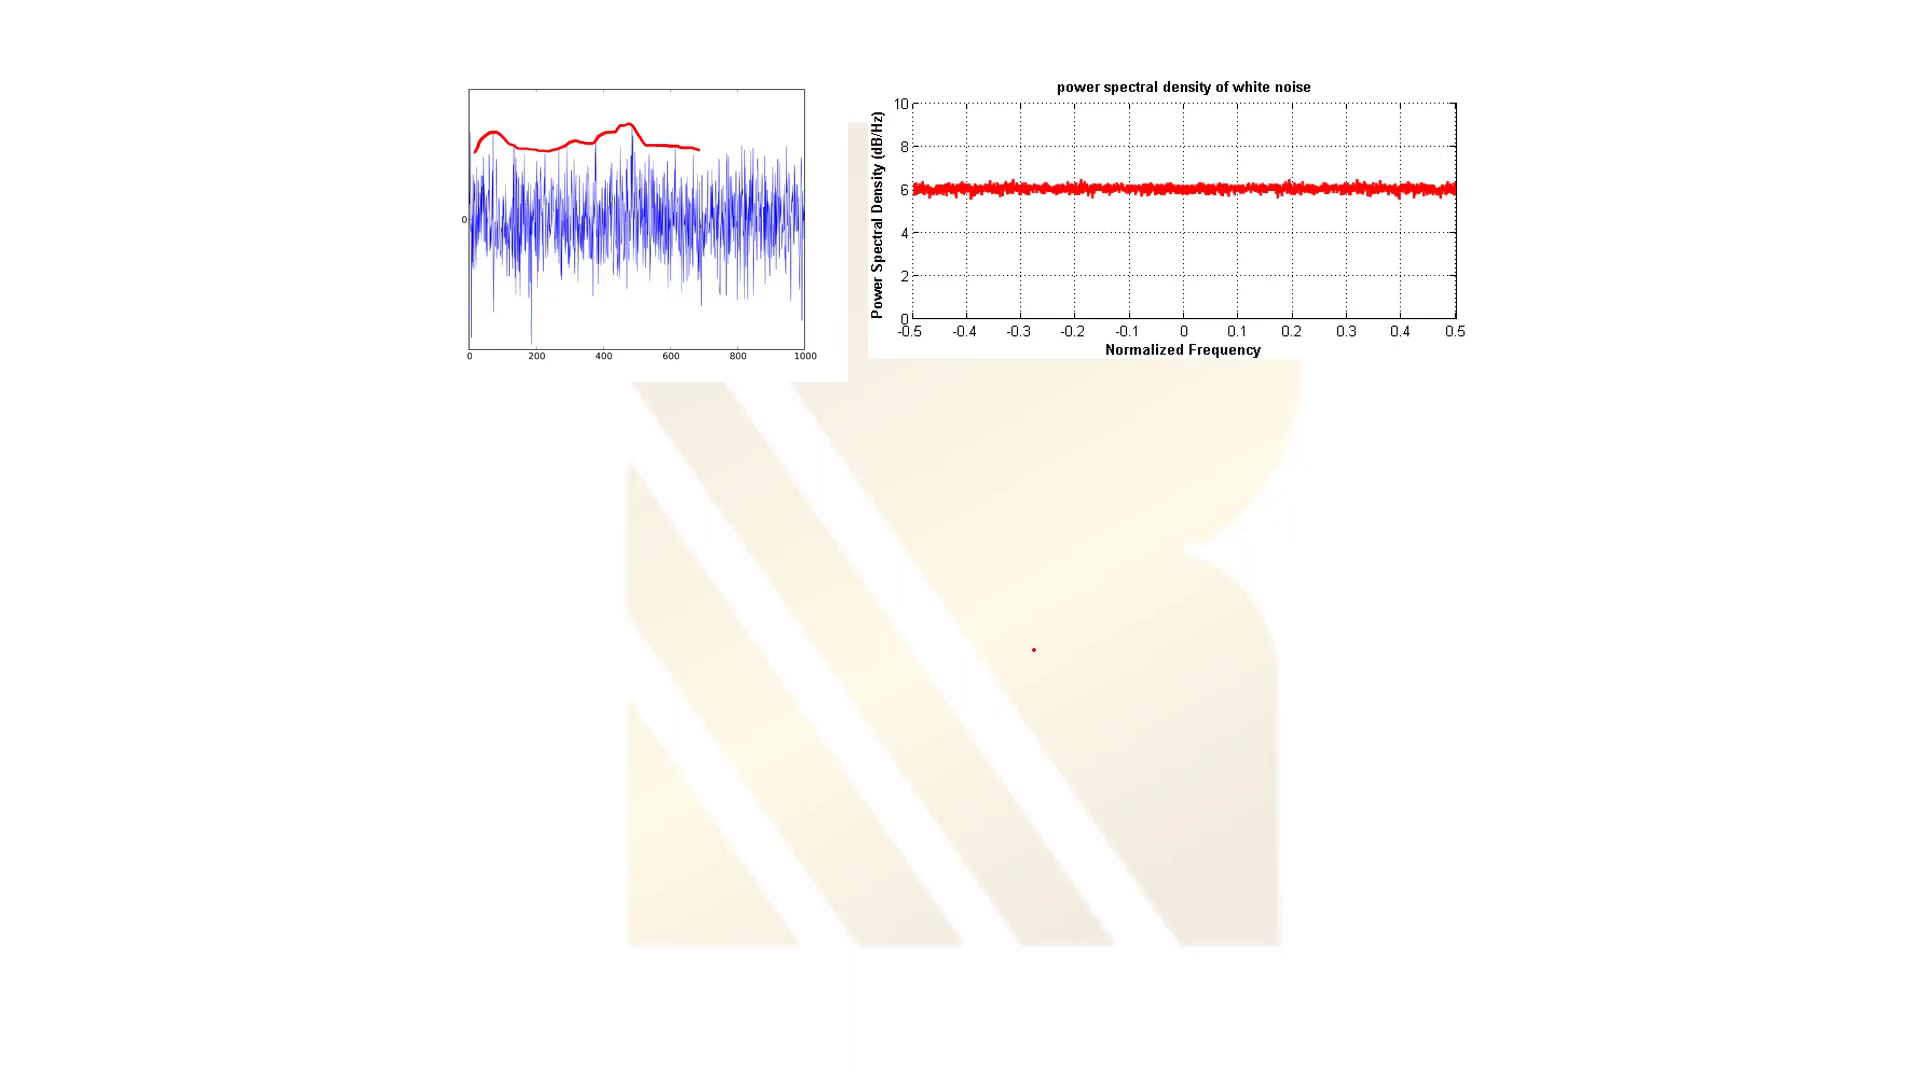 power spectral density of white noise
Power Spectral Density (dB/Hz)
10
8
6
4
2
0
-0.5 -0.4 -0.3 -0.2 -0.1 0 0.1 0.2 0.3 0.4 0.5
Normalized Frequency
0
0 200 400 600 800 1000